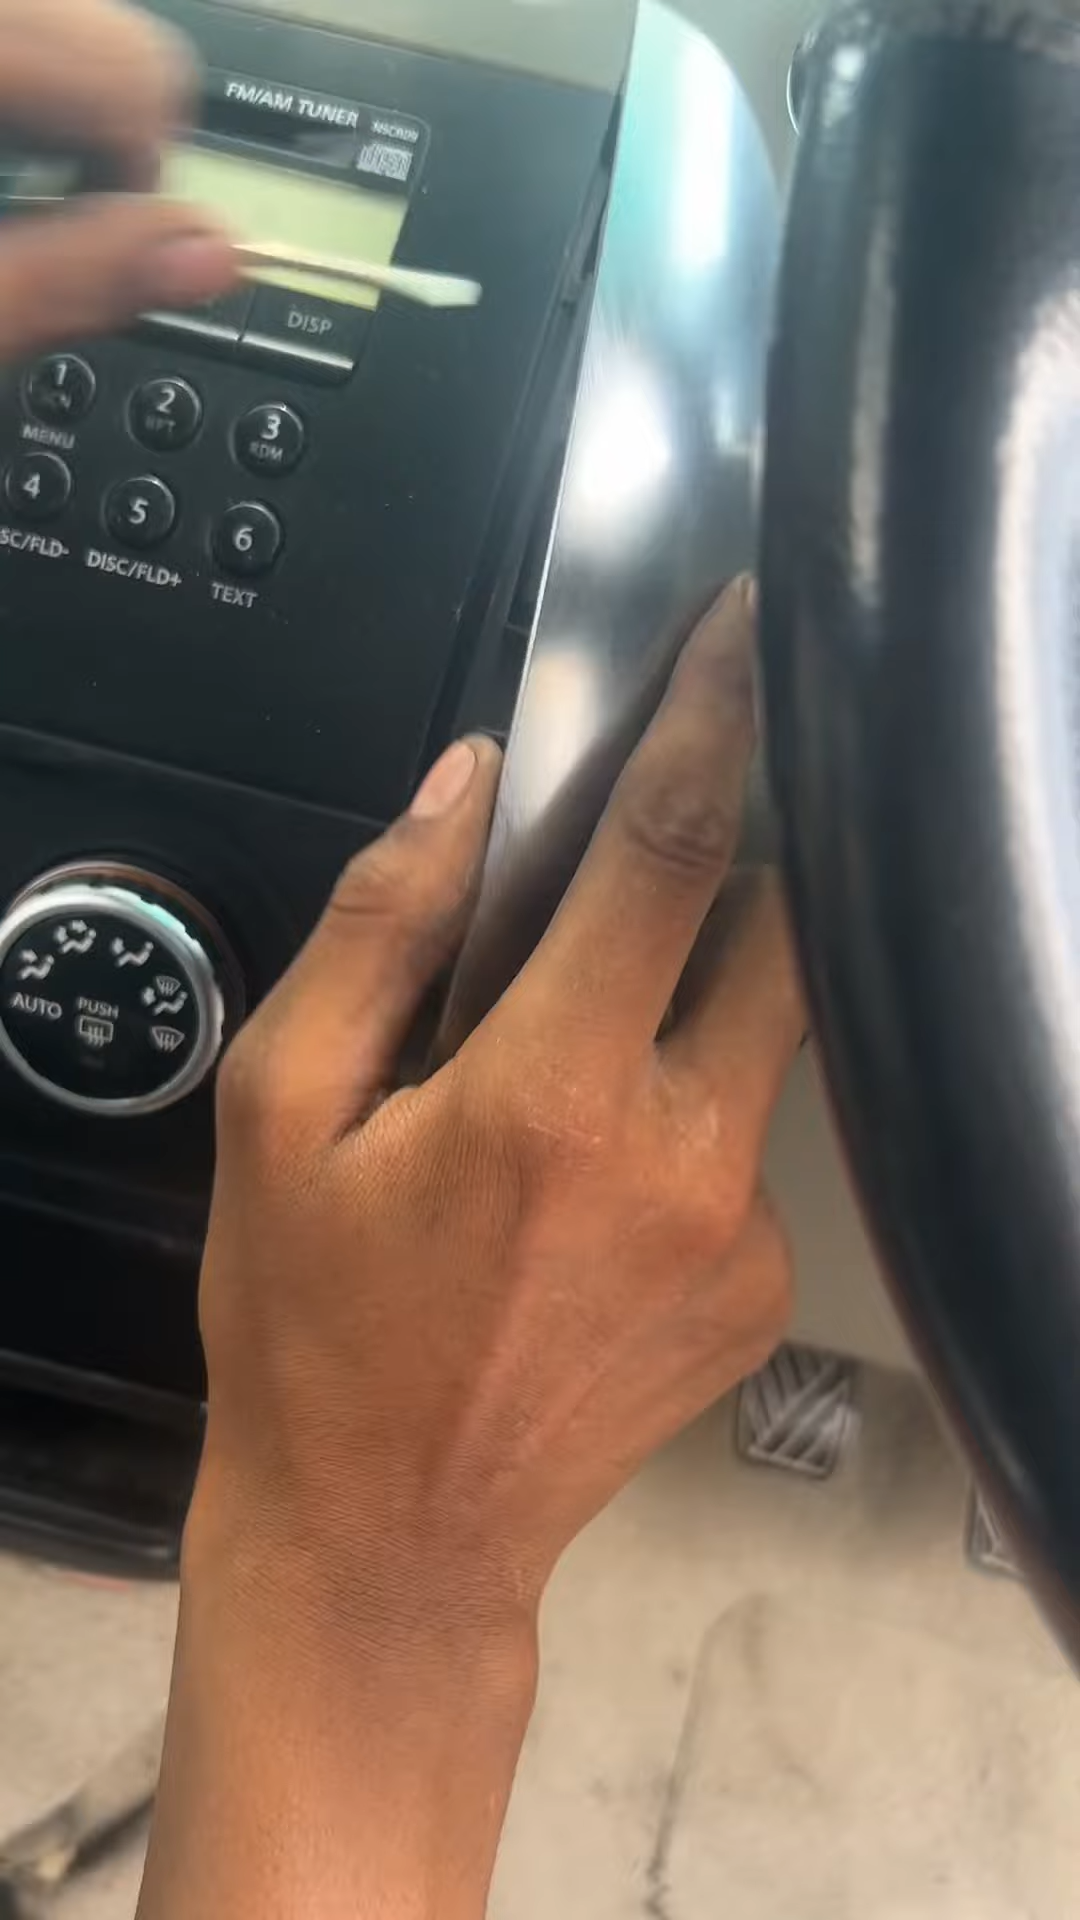 FM/AM TUNER
DISP
1
2
RPT
3
RDM
MENU
4
5
6
SC/FLD-
DISC/FLD+
TEXT
AUTO
PUSH